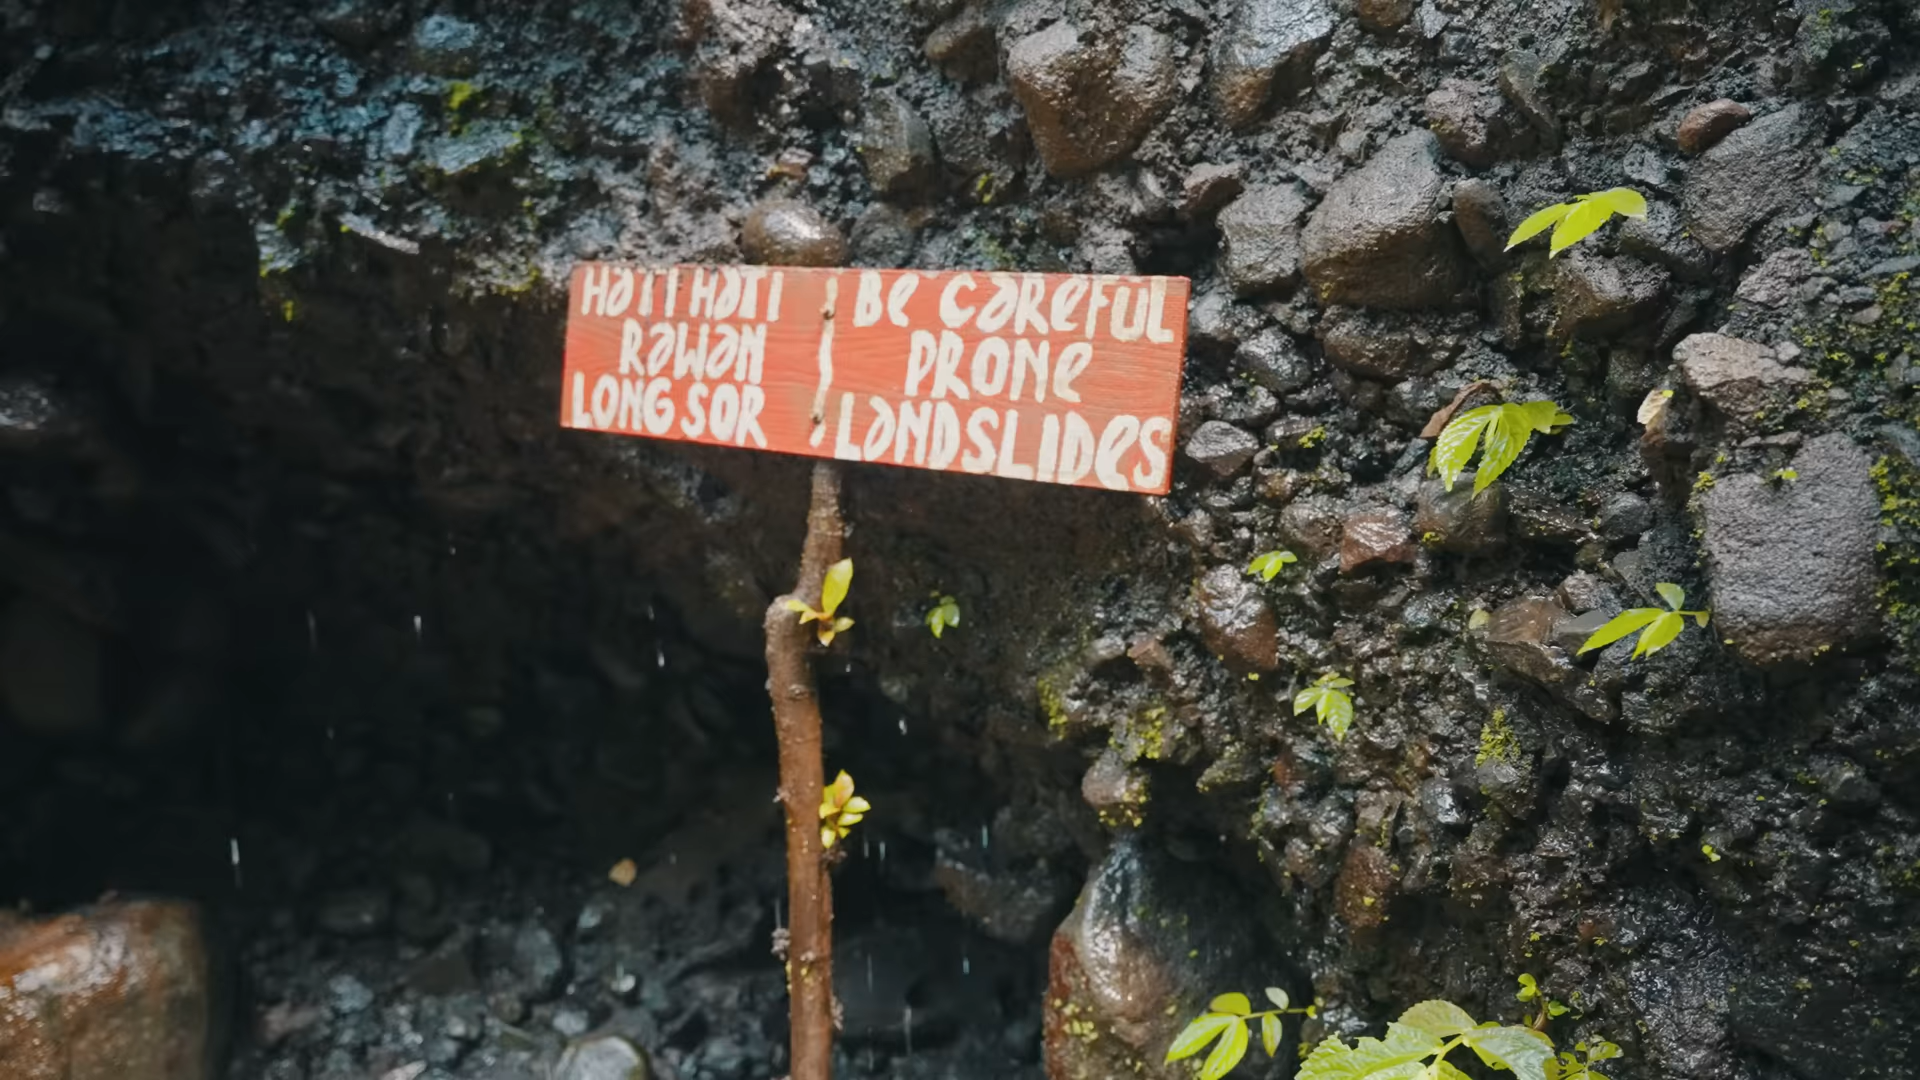 HATI HATI
RAWAN
LONGSOR
Be CAReFUL
PRONe
LANDSLIDeS